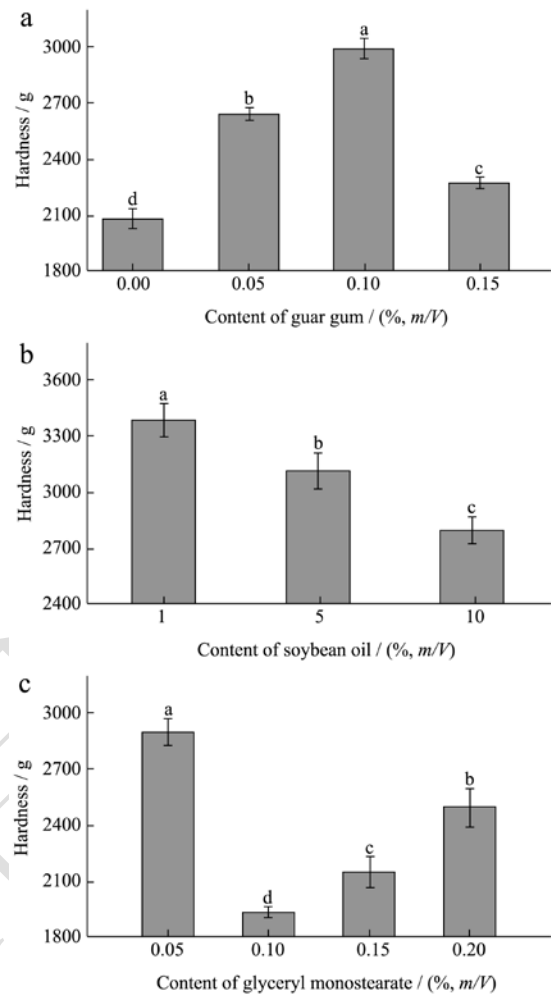 a
3000
2700
2400
2100
1800
Hardness / g
d
b
a
c
0.00 0.05 0.10 0.15
Content of guar gum / (%, m/V)
b
3600
3300
3000
2700
2400
Hardness / g
a
b
c
1 5 10
Content of soybean oil / (%, m/V)
c
3000
2700
2400
2100
1800
Hardness / g
a
d
c
b
0.05 0.10 0.15 0.20
Content of glyceryl monostearate / (%, m/V)